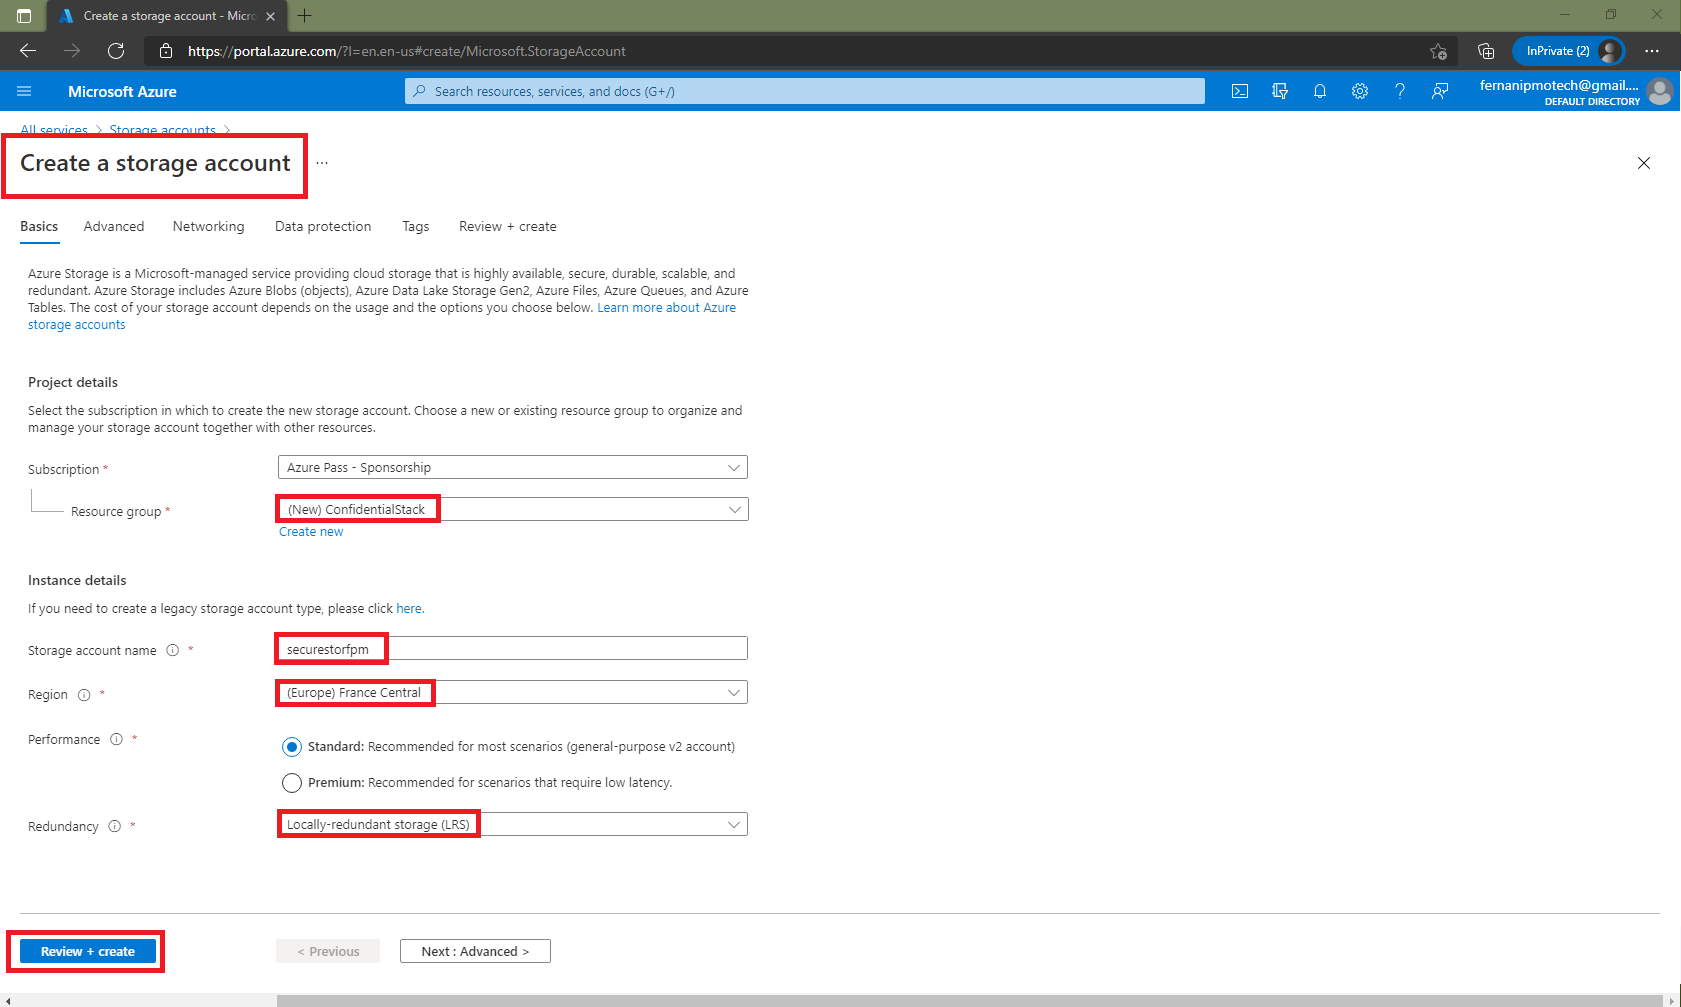 Create a storage account - Micro
https://portal.azure.com/?l=en.en-us#create/Microsoft.StorageAccount
InPrivate (2)
Microsoft Azure
Search resources, services, and docs (G+/)
fernanipmotech@gmail....
DEFAULT DIRECTORY
All services > Storage accounts >
Create a storage account ...
Basics Advanced Networking Data protection Tags Review + create
Azure Storage is a Microsoft-managed service providing cloud storage that is highly available, secure, durable, scalable, and
redundant. Azure Storage includes Azure Blobs (objects), Azure Data Lake Storage Gen2, Azure Files, Azure Queues, and Azure
Tables. The cost of your storage account depends on the usage and the options you choose below. Learn more about Azure
storage accounts
Project details
Select the subscription in which to create the new storage account. Choose a new or existing resource group to organize and
manage your storage account together with other resources.
Subscription * Azure Pass - Sponsorship
Resource group * (New) ConfidentialStack
Create new
Instance details
If you need to create a legacy storage account type, please click here.
Storage account name * securestorfpm
Region * (Europe) France Central
Performance * Standard: Recommended for most scenarios (general-purpose v2 account)
Premium: Recommended for scenarios that require low latency.
Redundancy * Locally-redundant storage (LRS)
Review + create < Previous Next : Advanced >